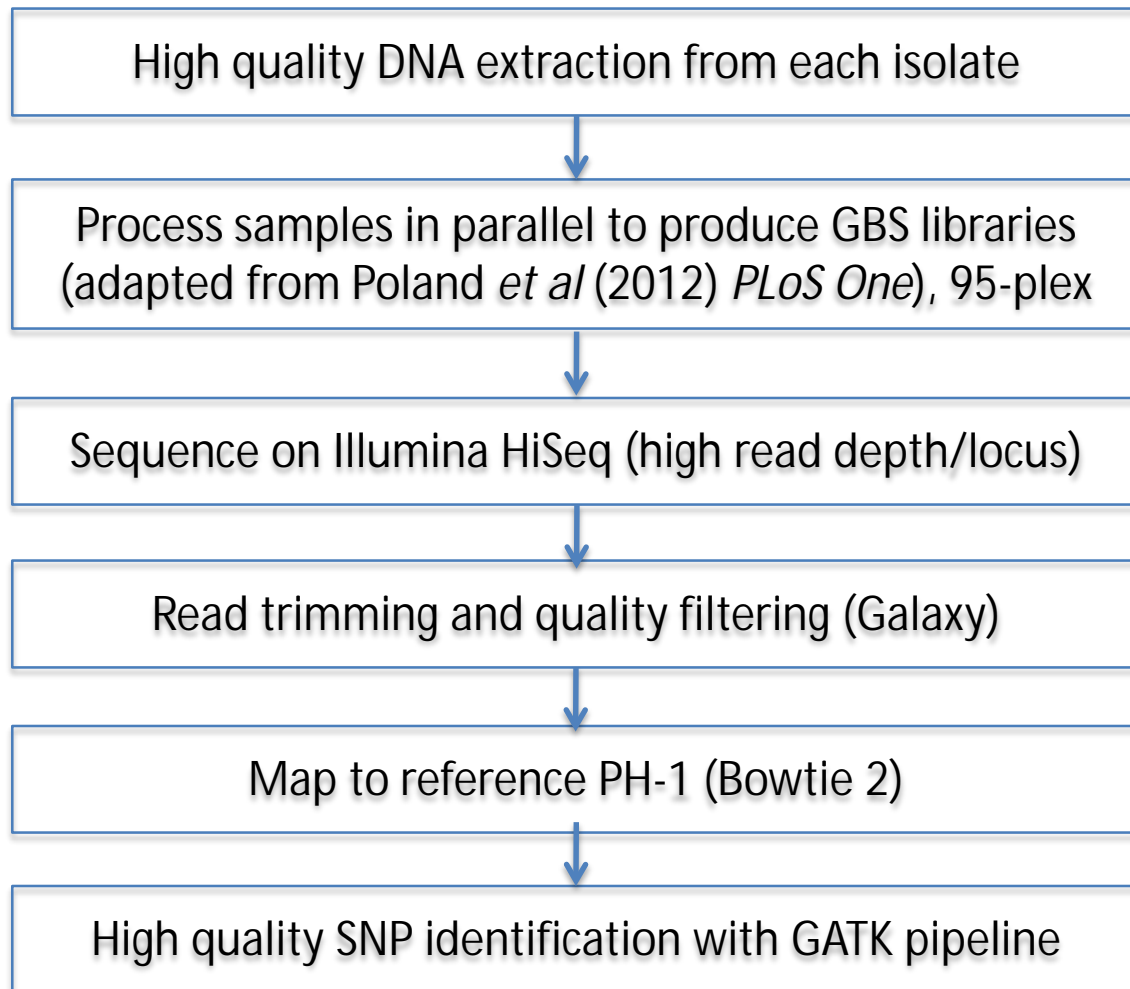 High quality DNA extraction from each isolate
Process samples in parallel to produce GBS libraries
(adapted from Poland et al (2012) PLoS One), 95-plex
Sequence on Illumina HiSeq (high read depth/locus)
Read trimming and quality filtering (Galaxy)
Map to reference PH-1 (Bowtie 2)
High quality SNP identification with GATK pipeline